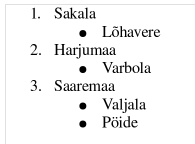 1. Sakala
● Lõhavere
2. Harjumaa
● Varbola
3. Saaremaa
● Valjala
● Pöide